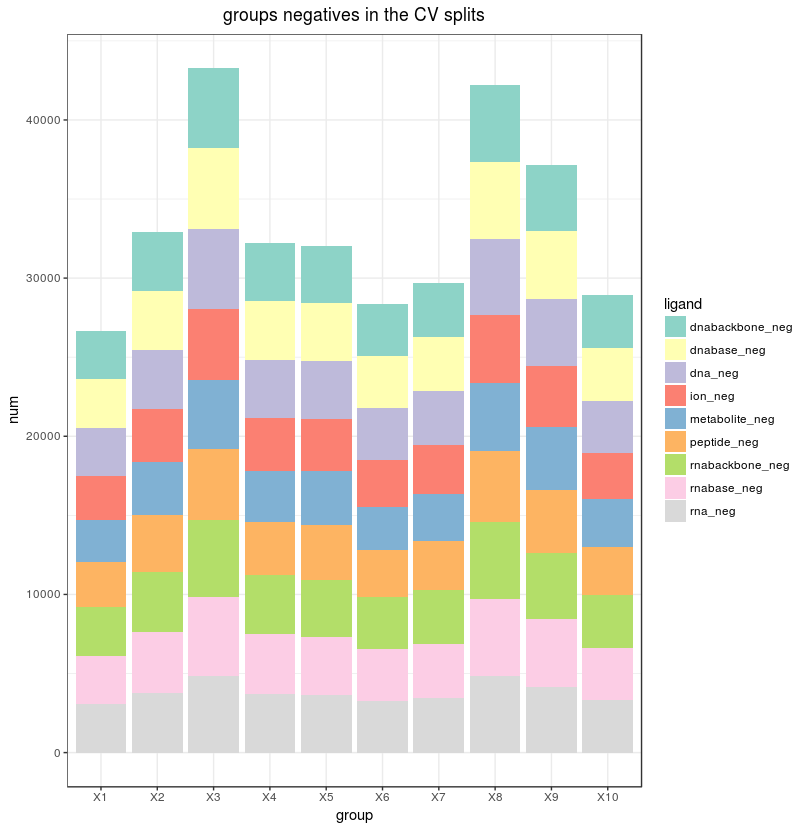 groups negatives in the CV splits
num
40000
30000
20000
10000
0
X1 X2 X3 X4 X5 X6 X7 X8 X9 X10
group
ligand
dnabackbone_neg
dnabase_neg
dna_neg
ion_neg
metabolite_neg
peptide_neg
rnabackbone_neg
rnabase_neg
rna_neg